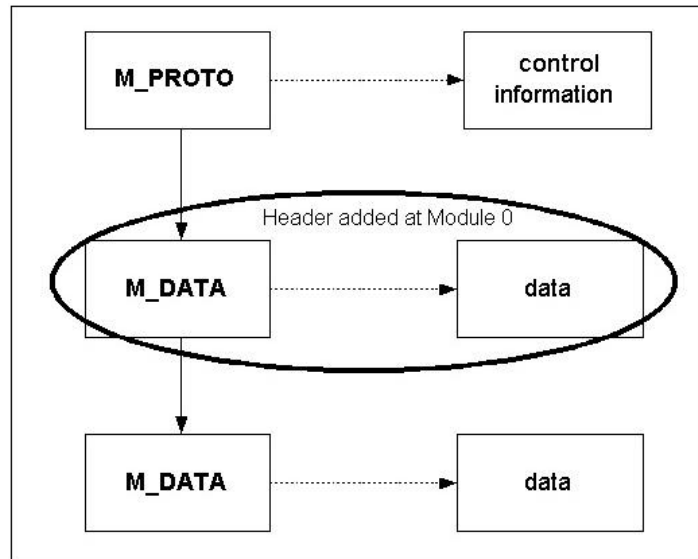 M_PROTO
control
information
Header added at Module 0
M_DATA
data
M_DATA
data